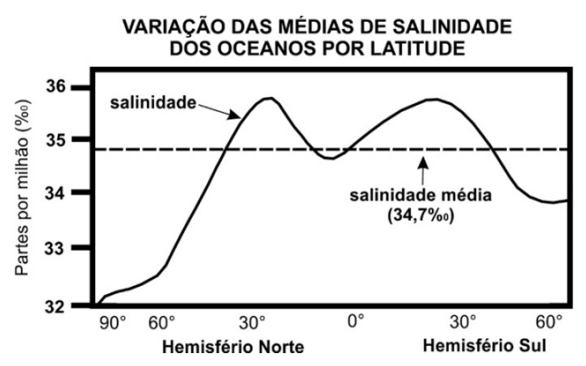 VARIAÇÃO DAS MÉDIAS DE SALINIDADE
DOS OCEANOS POR LATITUDE
Partes por milhão (‰)
36
35
34
33
32
salinidade
salinidade média
(34,7‰)
90° 60° 30° 0° 30° 60°
Hemisfério Norte Hemisfério Sul